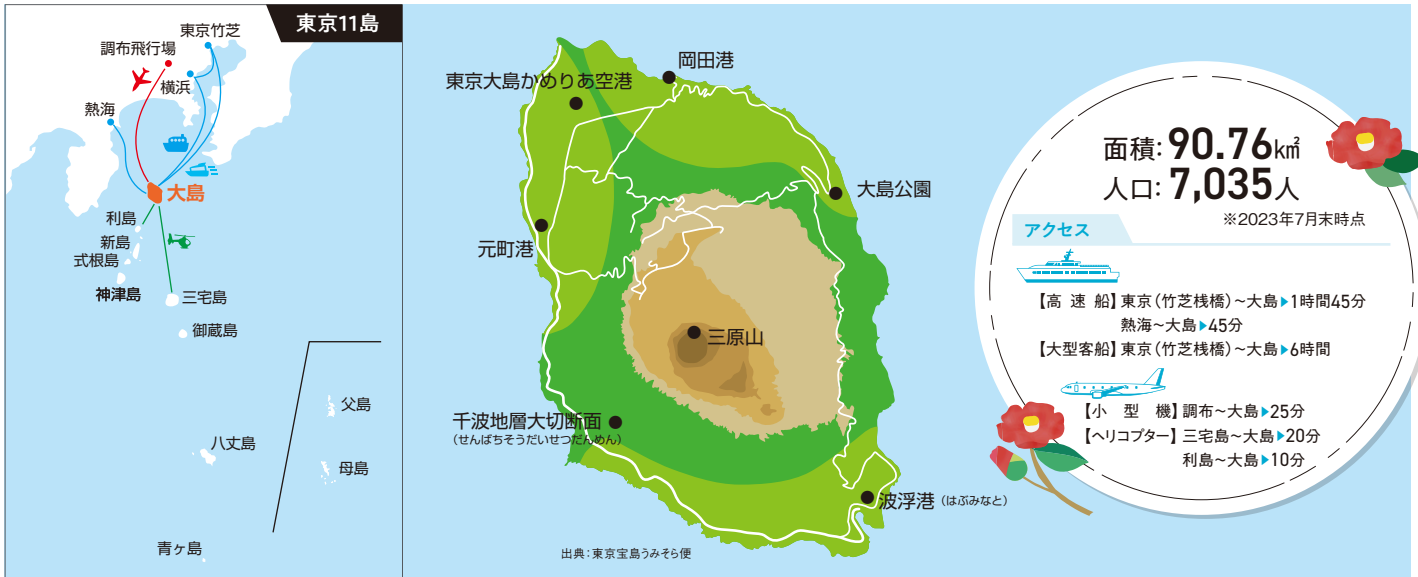 東京11島
東京竹芝
調布飛行場
横浜
熱海
大島
利島
新島
式根島
神津島
三宅島
御蔵島
父島
八丈島
母島
青ヶ島
岡田港
東京大島かめりあ空港
大島公園
元町港
三原山
千波地層大切断面
(せんばちそうだいせつだんめん)
波浮港(はぶみなと)
出典:東京宝島うみそら便
面積:90.76k㎡
人口:7,035人
※2023年7月末時点
アクセス
【高 速 船】東京(竹芝桟橋)~大島▶1時間45分
熱海~大島▶45分
【大型客船】東京(竹芝桟橋)~大島▶6時間
【小 型 機】調布~大島▶25分
【ヘリコプター】三宅島~大島▶20分
利島~大島▶10分